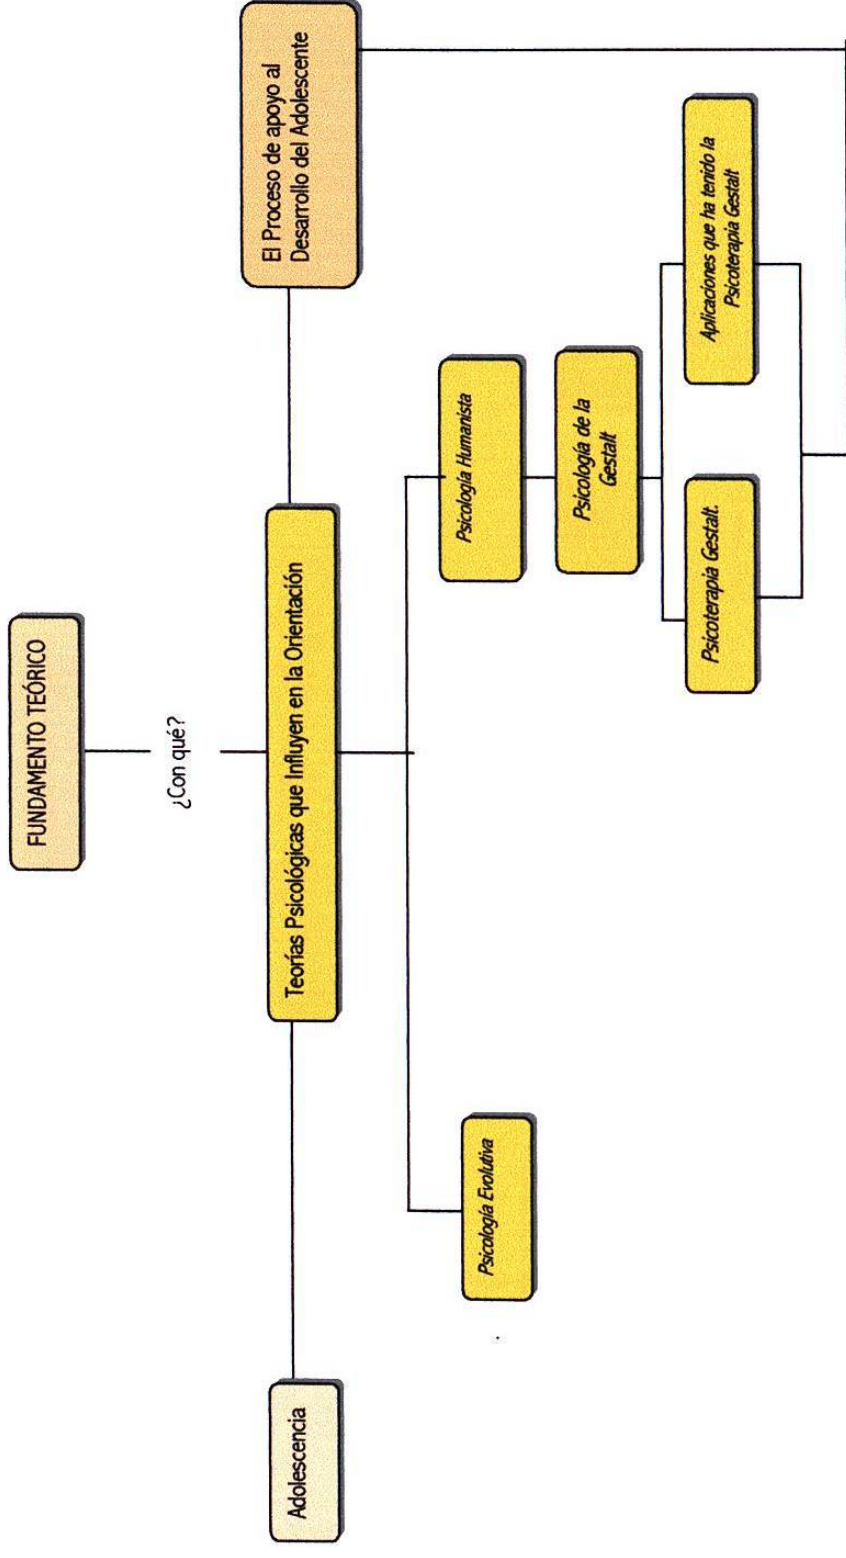 FUNDAMENTO TEÓRICO
¿Con qué?
Adolescencia
Teorías Psicológicas que Influyen en la Orientación
El Proceso de apoyo al
Desarrollo del Adolescente
Psicología Evolutiva
Psicología Humanista
Psicología de la
Gestalt
Psicoterapia Gestalt.
Aplicaciones que ha tenido la
Psicoterapia Gestalt